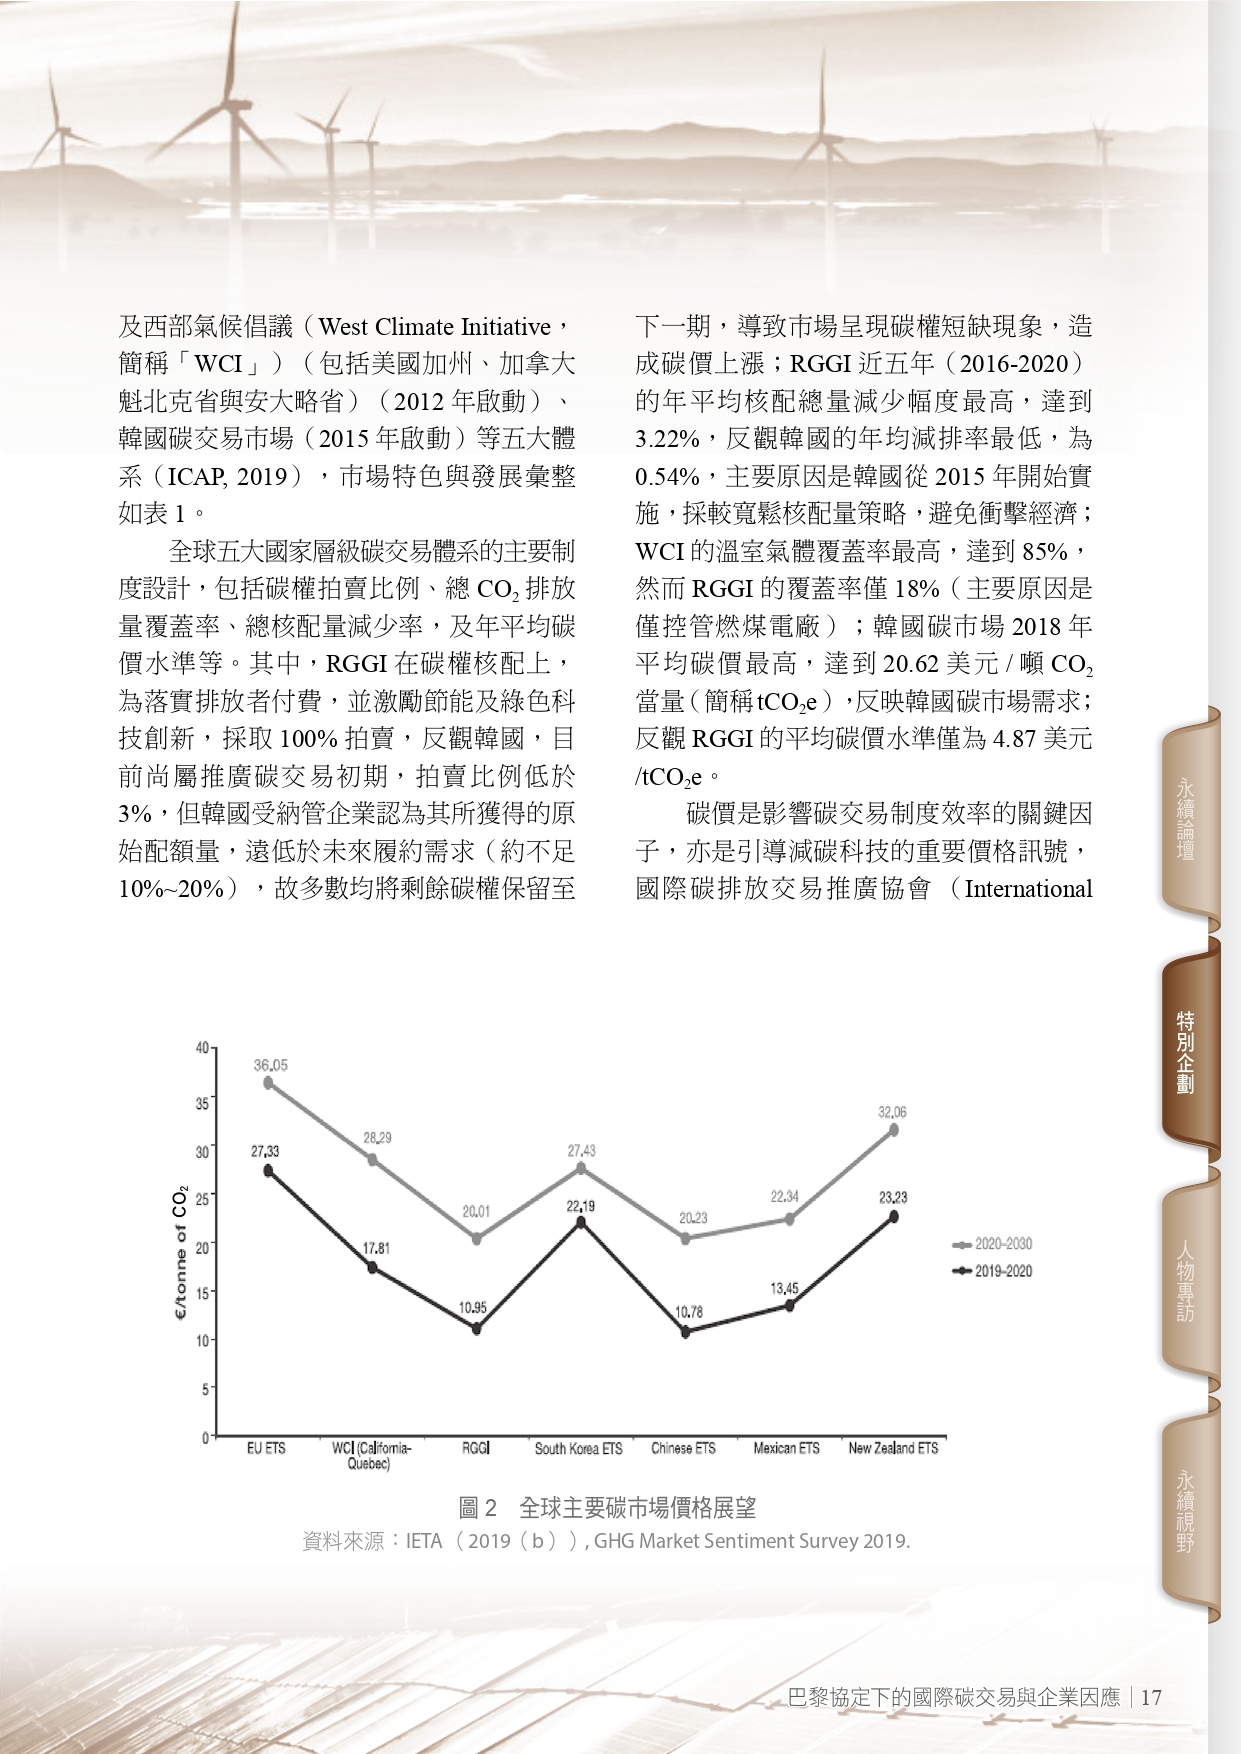 及西部氣候倡議（West Climate Initiative，
簡稱「WCI」）（包括美國加州、加拿大
魁北克省與安大略省）（2012 年啟動）、
韓國碳交易市場（2015 年啟動）等五大體
系（ICAP, 2019），市場特色與發展彙整
如表 1。
全球五大國家層級碳交易體系的主要制
度設計，包括碳權拍賣比例、總 CO₂ 排放
量覆蓋率、總核配量減少率，及年平均碳
價水準等。其中，RGGI 在碳權核配上，
為落實排放者付費，並激勵節能及綠色科
技創新，採取 100% 拍賣，反觀韓國，目
前尚屬推廣碳交易初期，拍賣比例低於
3%，但韓國受納管企業認為其所獲得的原
始配額量，遠低於未來履約需求（約不足
10%~20%），故多數均將剩餘碳權保留至
下一期，導致市場呈現碳權短缺現象，造
成碳價上漲；RGGI 近五年（2016-2020）
的年平均核配總量減少幅度最高，達到
3.22%，反觀韓國的年均減排率最低，為
0.54%，主要原因是韓國從 2015 年開始實
施，採較寬鬆核配量策略，避免衝擊經濟；
WCI 的溫室氣體覆蓋率最高，達到 85%，
然而 RGGI 的覆蓋率僅 18%（主要原因是
僅控管燃煤電廠）；韓國碳市場 2018 年
平均碳價最高，達到 20.62 美元 / 噸 CO₂
當量（簡稱 tCO₂e），反映韓國碳市場需求；
反觀 RGGI 的平均碳價水準僅為 4.87 美元
/tCO₂e。
碳價是影響碳交易制度效率的關鍵因
子，亦是引導減碳科技的重要價格訊號，
國際碳排放交易推廣協會（International
€/tonne of CO₂
40
35
30
25
20
15
10
5
0
36.05
28.29
20.01
27.43
20.23
22.34
32.06
27.33
17.81
10.95
22.19
10.78
13.45
23.23
2020-2030
2019-2020
EU ETS
WCI (California-
Quebec)
RGGI
South Korea ETS
Chinese ETS
Mexican ETS
New Zealand ETS
圖 2 全球主要碳市場價格展望
資料來源：IETA（2019（b））, GHG Market Sentiment Survey 2019.
永續論壇
特別企劃
人物專訪
永續視野
巴黎協定下的國際碳交易與企業因應｜17